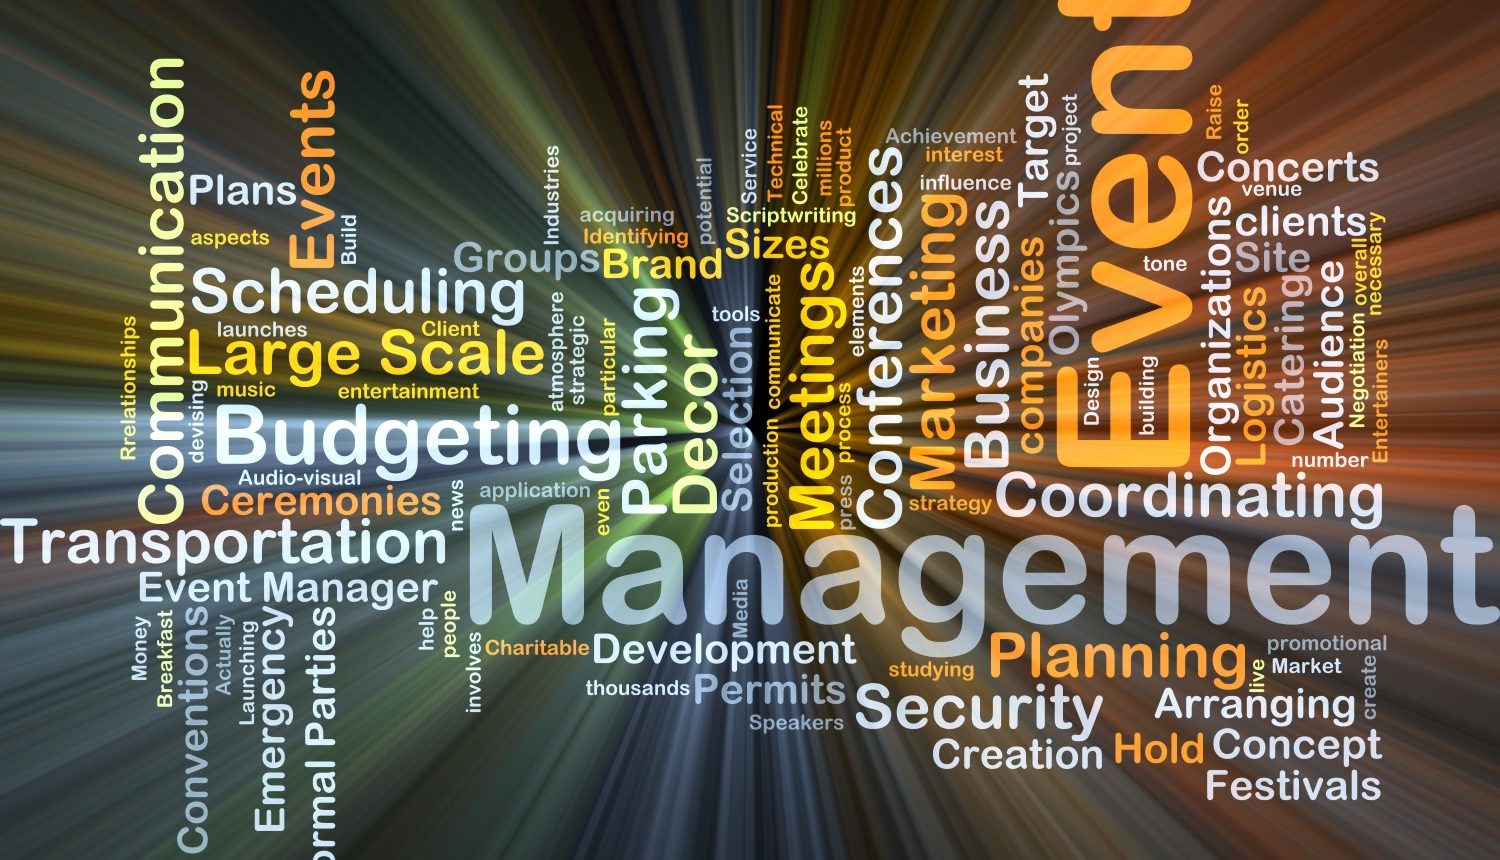 Communication
Plans
Events
aspects
Build
Scheduling
launches
Client
Large Scale
Rrelationships
music
entertainment
devising
Budgeting
Audio-visual
Ceremonies
news
Transportation
Event Manager
Money
Breakfast
Conventions
Actually
Launching
Emergency
ormal Parties
help
people
involves
Industries
acquiring
Identifying
Groups
Brand
potential
Service
Technical
Celebrate
millions
product
Scriptwriting
Sizes
atmosphere
strategic
particular
Parking
Decor
tools
Selection
communicate
production
Meetings
elements
process
press
application
even
Conferences
Achievement
interest
influence
Marketing
strategy
Business
Target
project
Olympics
companies
Event
Design
building
tone
Raise
order
Concerts
venue
clients
Organizations
Site
Logistics
Catering
Audience
overall
necessary
Negotiation
Entertainers
number
Coordinating
Management
Media
Charitable
Development
thousands
Permits
Speakers
studying
Planning
live
promotional
Market
create
Security
Arranging
Creation
Hold
Concept
Festivals